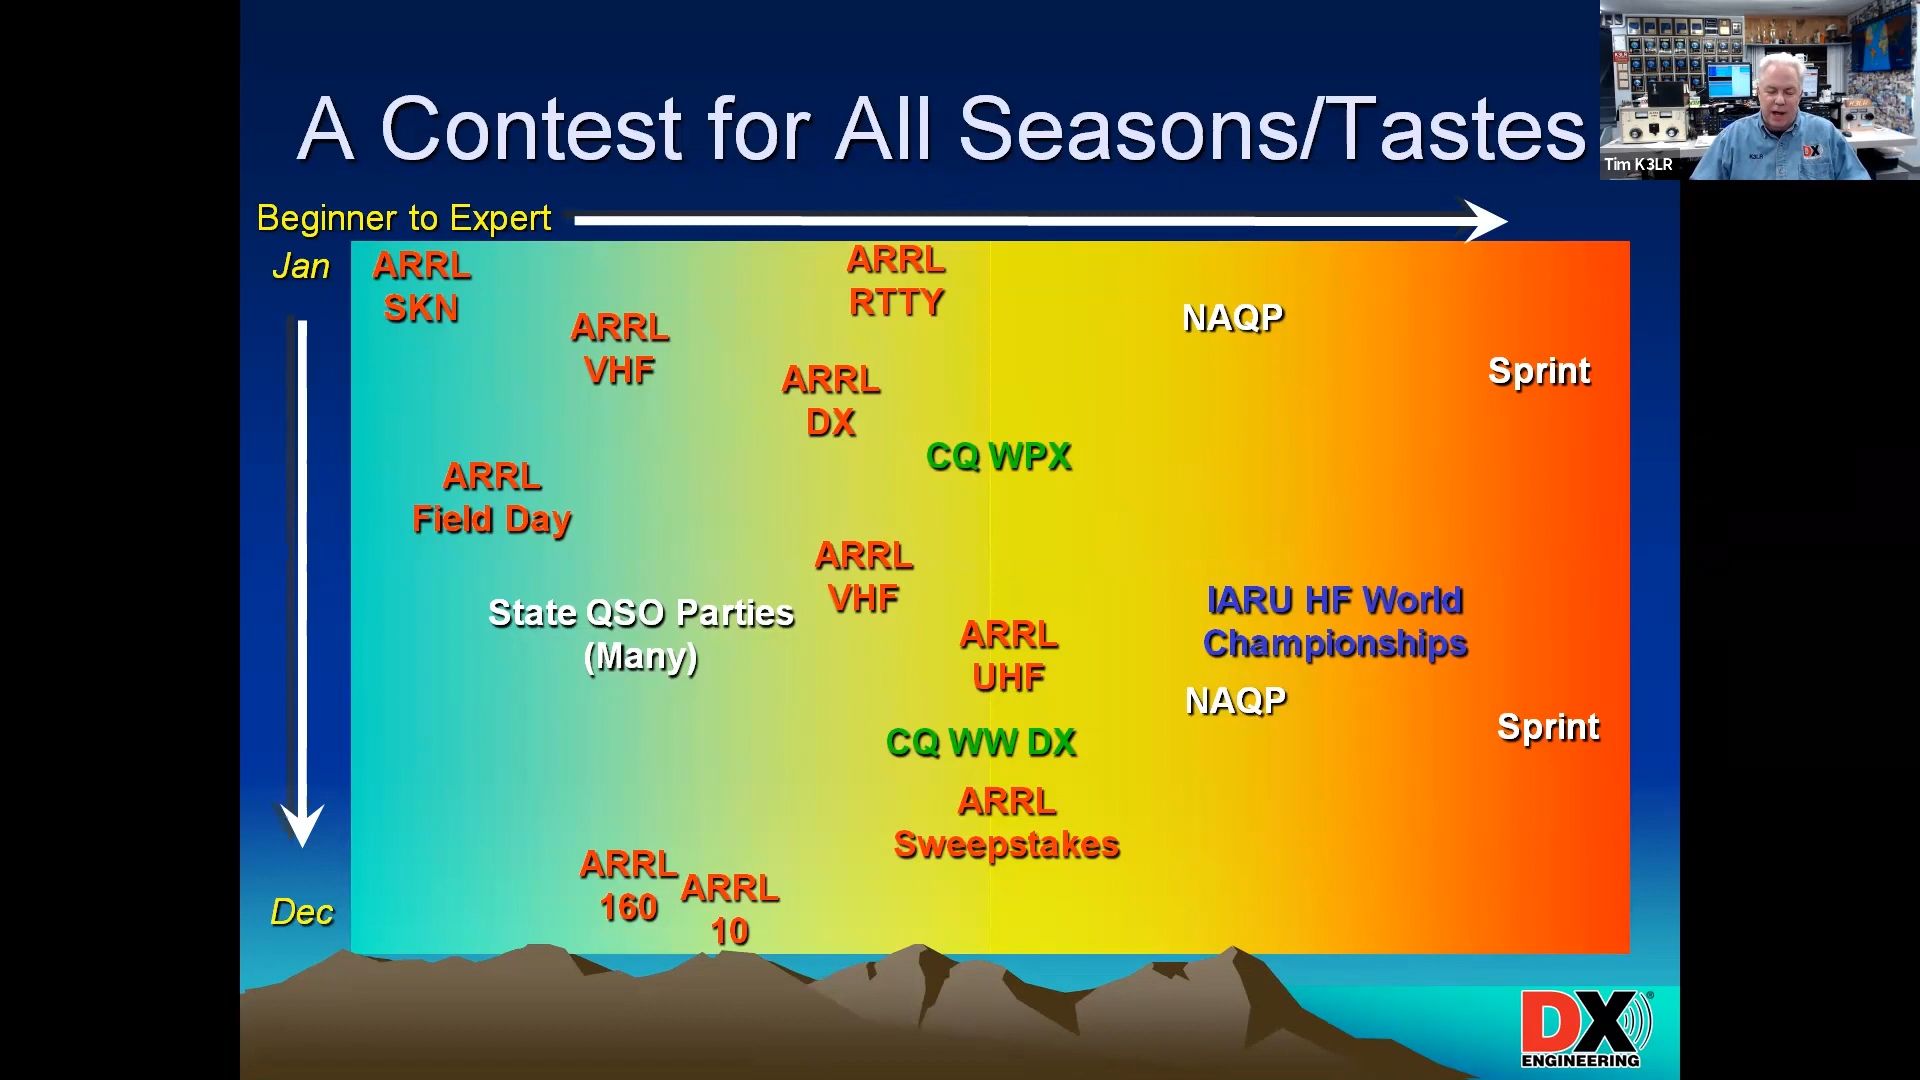 A Contest for All Seasons/Tastes
Tim K3LR
Beginner to Expert
Jan
ARRL
SKN
ARRL
VHF
ARRL
RTTY
NAQP
ARRL
DX
Sprint
CQ WPX
ARRL
Field Day
ARRL
VHF
State QSO Parties
(Many)
IARU HF World
Championships
ARRL
UHF
NAQP
Sprint
CQ WW DX
ARRL
Sweepstakes
ARRL
160
ARRL
10
Dec
DX
ENGINEERING